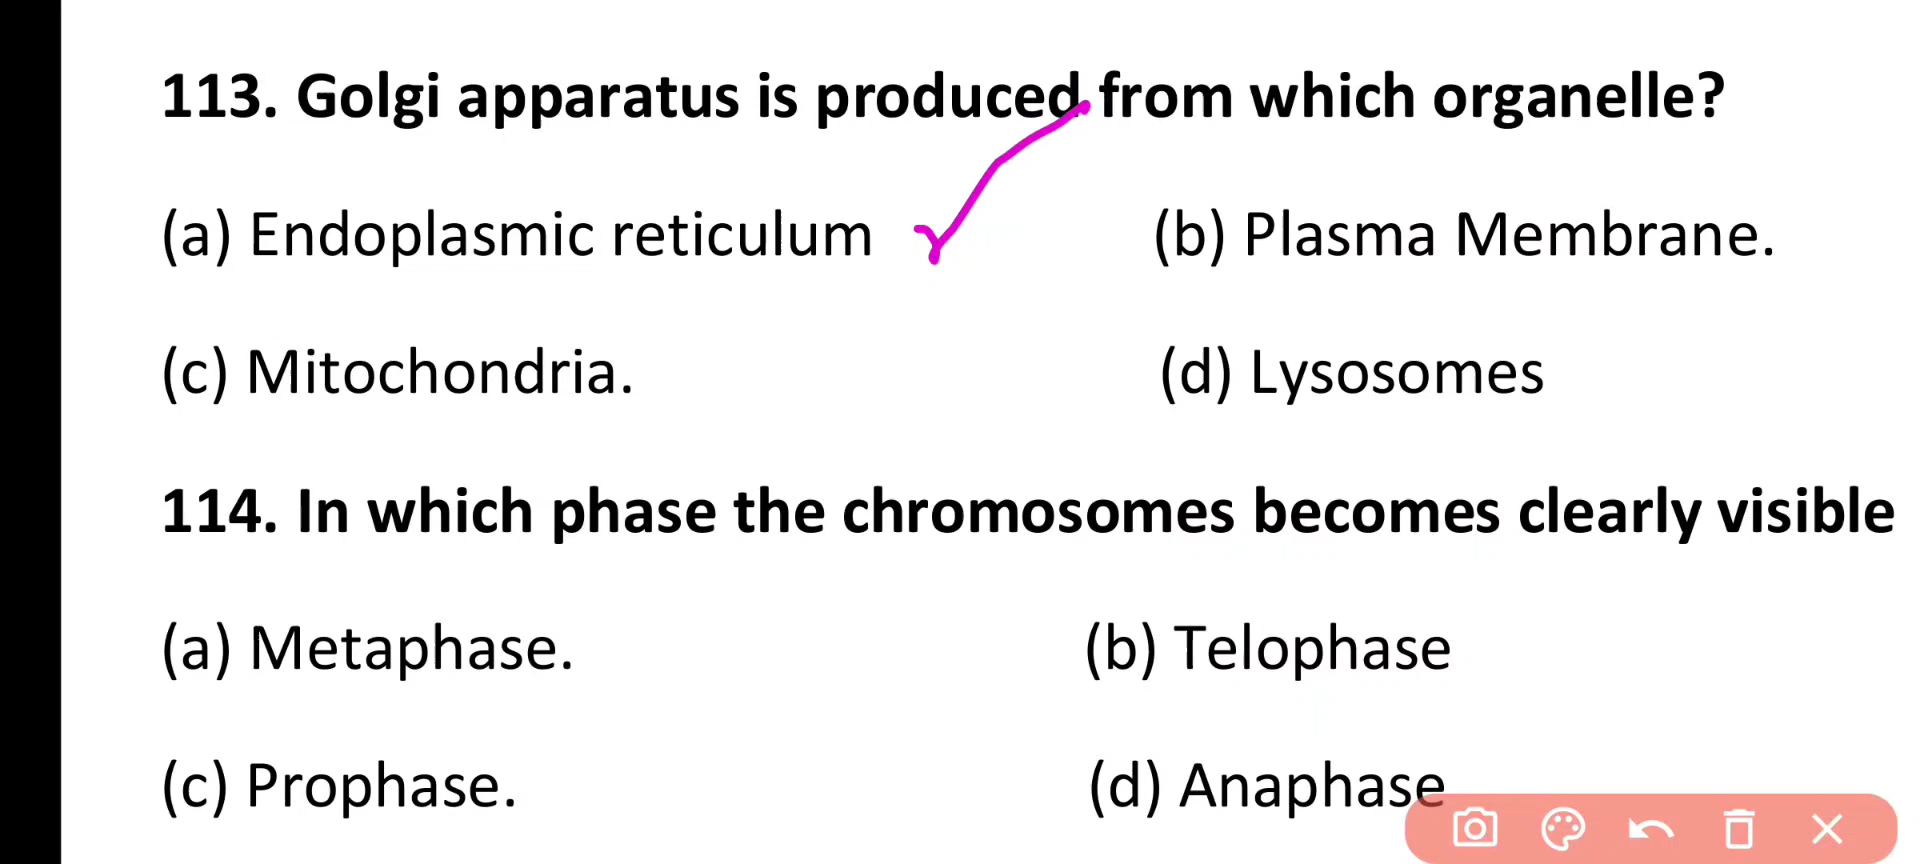 113. Golgi apparatus is produced from which organelle?
(a) Endoplasmic reticulum (b) Plasma Membrane.
(c) Mitochondria. (d) Lysosomes
114. In which phase the chromosomes becomes clearly visible
(a) Metaphase. (b) Telophase
(c) Prophase. (d) Anaphase